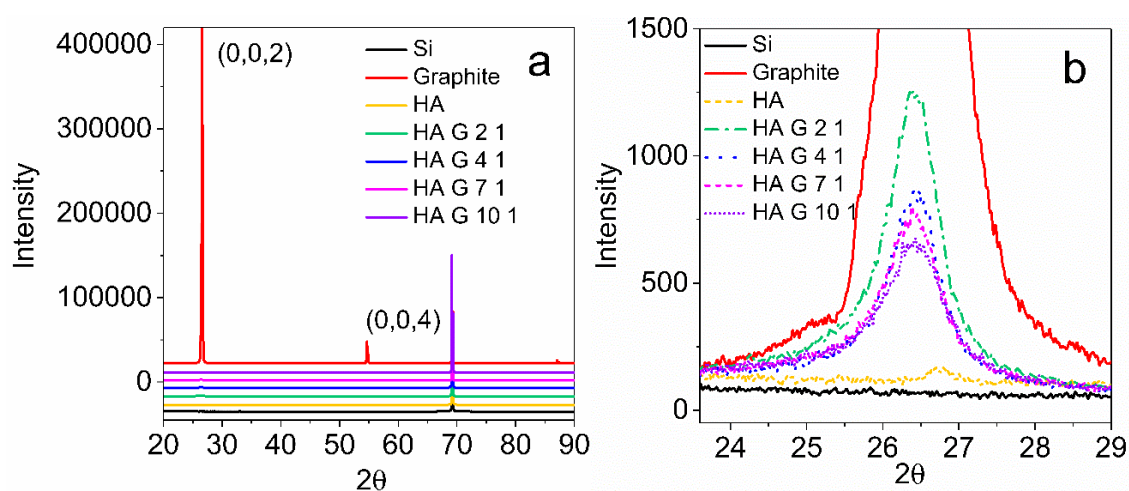 400000
300000
200000
100000
0
Intensity
(0,0,2)
(0,0,4)
Si
Graphite
HA
HA G 2 1
HA G 4 1
HA G 7 1
HA G 10 1
a
20 30 40 50 60 70 80 90
2θ
1500
1000
500
0
Intensity
Si
Graphite
HA
HA G 2 1
HA G 4 1
HA G 7 1
HA G 10 1
b
24 25 26 27 28 29
2θ